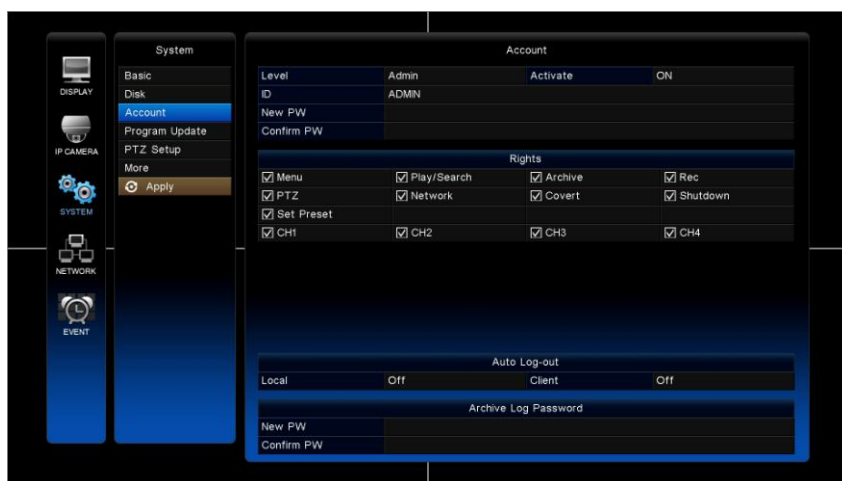 System
Account
DISPLAY
Basic
Level Admin Activate ON
Disk
ID ADMIN
Account
New PW
Program Update
Confirm PW
IP CAMERA
PTZ Setup
Rights
More
Menu Play/Search Archive Rec
Apply
PTZ Network Covert Shutdown
SYSTEM
Set Preset
CH1 CH2 CH3 CH4
NETWORK
EVENT
Auto Log-out
Local Off Client Off
Archive Log Password
New PW
Confirm PW